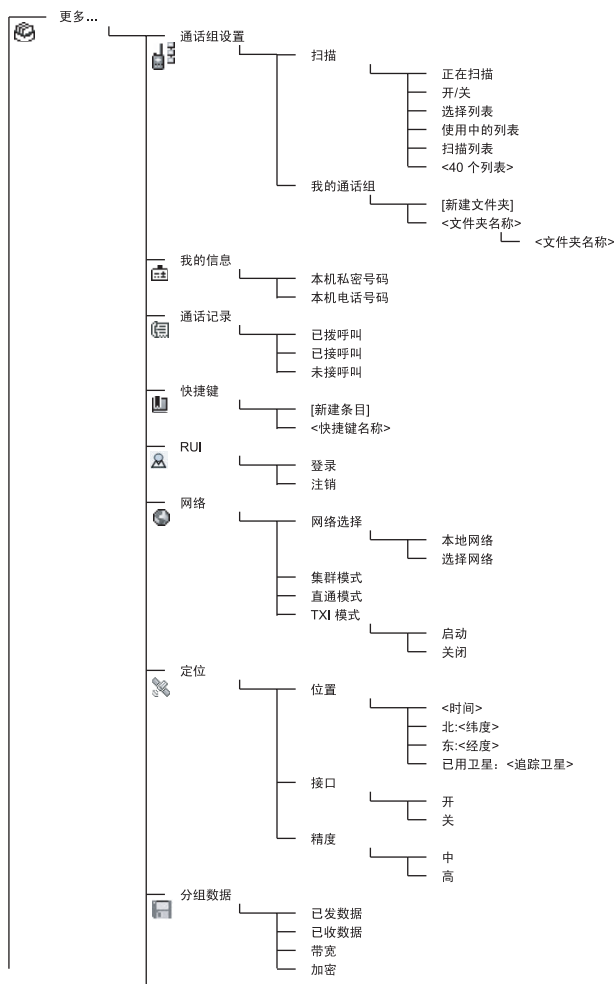 更多...
通话组设置
扫描
正在扫描
开/关
选择列表
使用中的列表
扫描列表
<40 个列表>
我的通话组
[新建文件夹]
<文件夹名称>
<文件夹名称>
我的信息
本机私密号码
本机电话号码
通话记录
已拨呼叫
已接呼叫
未接呼叫
快捷键
[新建条目]
<快捷键名称>
RUI
登录
注销
网络
网络选择
本地网络
选择网络
集群模式
直通模式
TXI 模式
启动
关闭
定位
位置
<时间>
北:<纬度>
东:<经度>
已用卫星：<追踪卫星>
接口
开
关
精度
中
高
分组数据
已发数据
已收数据
带宽
加密